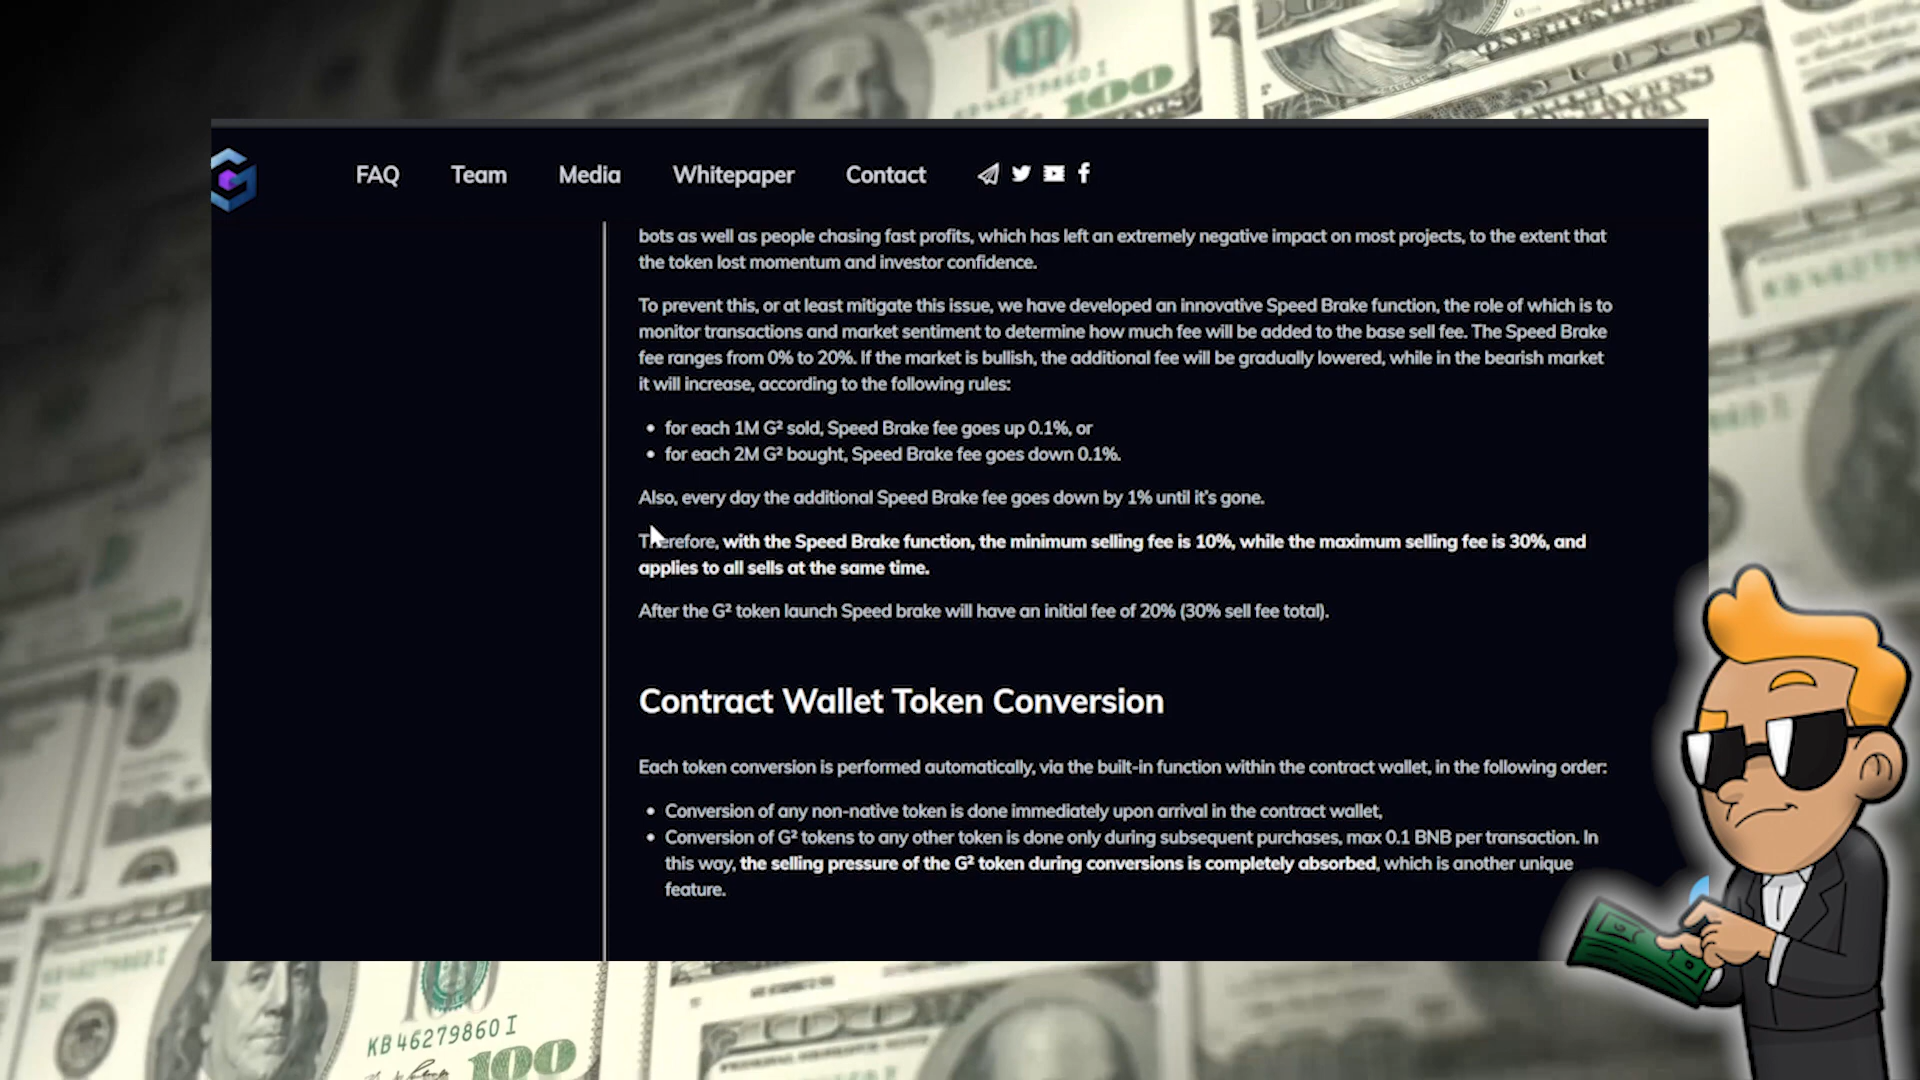 FAQ Team Media Whitepaper Contact
bots as well as people chasing fast profits, which has left an extremely negative impact on most projects, to the extent that
the token lost momentum and investor confidence.
To prevent this, or at least mitigate this issue, we have developed an innovative Speed Brake function, the role of which is to
monitor transactions and market sentiment to determine how much fee will be added to the base sell fee. The Speed Brake
fee ranges from 0% to 20%. If the market is bullish, the additional fee will be gradually lowered, while in the bearish market
it will increase, according to the following rules:
• for each 1M G² sold, Speed Brake fee goes up 0.1%, or
• for each 2M G² bought, Speed Brake fee goes down 0.1%.
Also, every day the additional Speed Brake fee goes down by 1% until it's gone.
Therefore, with the Speed Brake function, the minimum selling fee is 10%, while the maximum selling fee is 30%, and
applies to all sells at the same time.
After the G² token launch Speed brake will have an initial fee of 20% (30% sell fee total).
Contract Wallet Token Conversion
Each token conversion is performed automatically, via the built-in function within the contract wallet, in the following order:
• Conversion of any non-native token is done immediately upon arrival in the contract wallet,
• Conversion of G² tokens to any other token is done only during subsequent purchases, max 0.1 BNB per transaction. In
this way, the selling pressure of the G² token during conversions is completely absorbed, which is another unique
feature.
KB46279860I
100
100